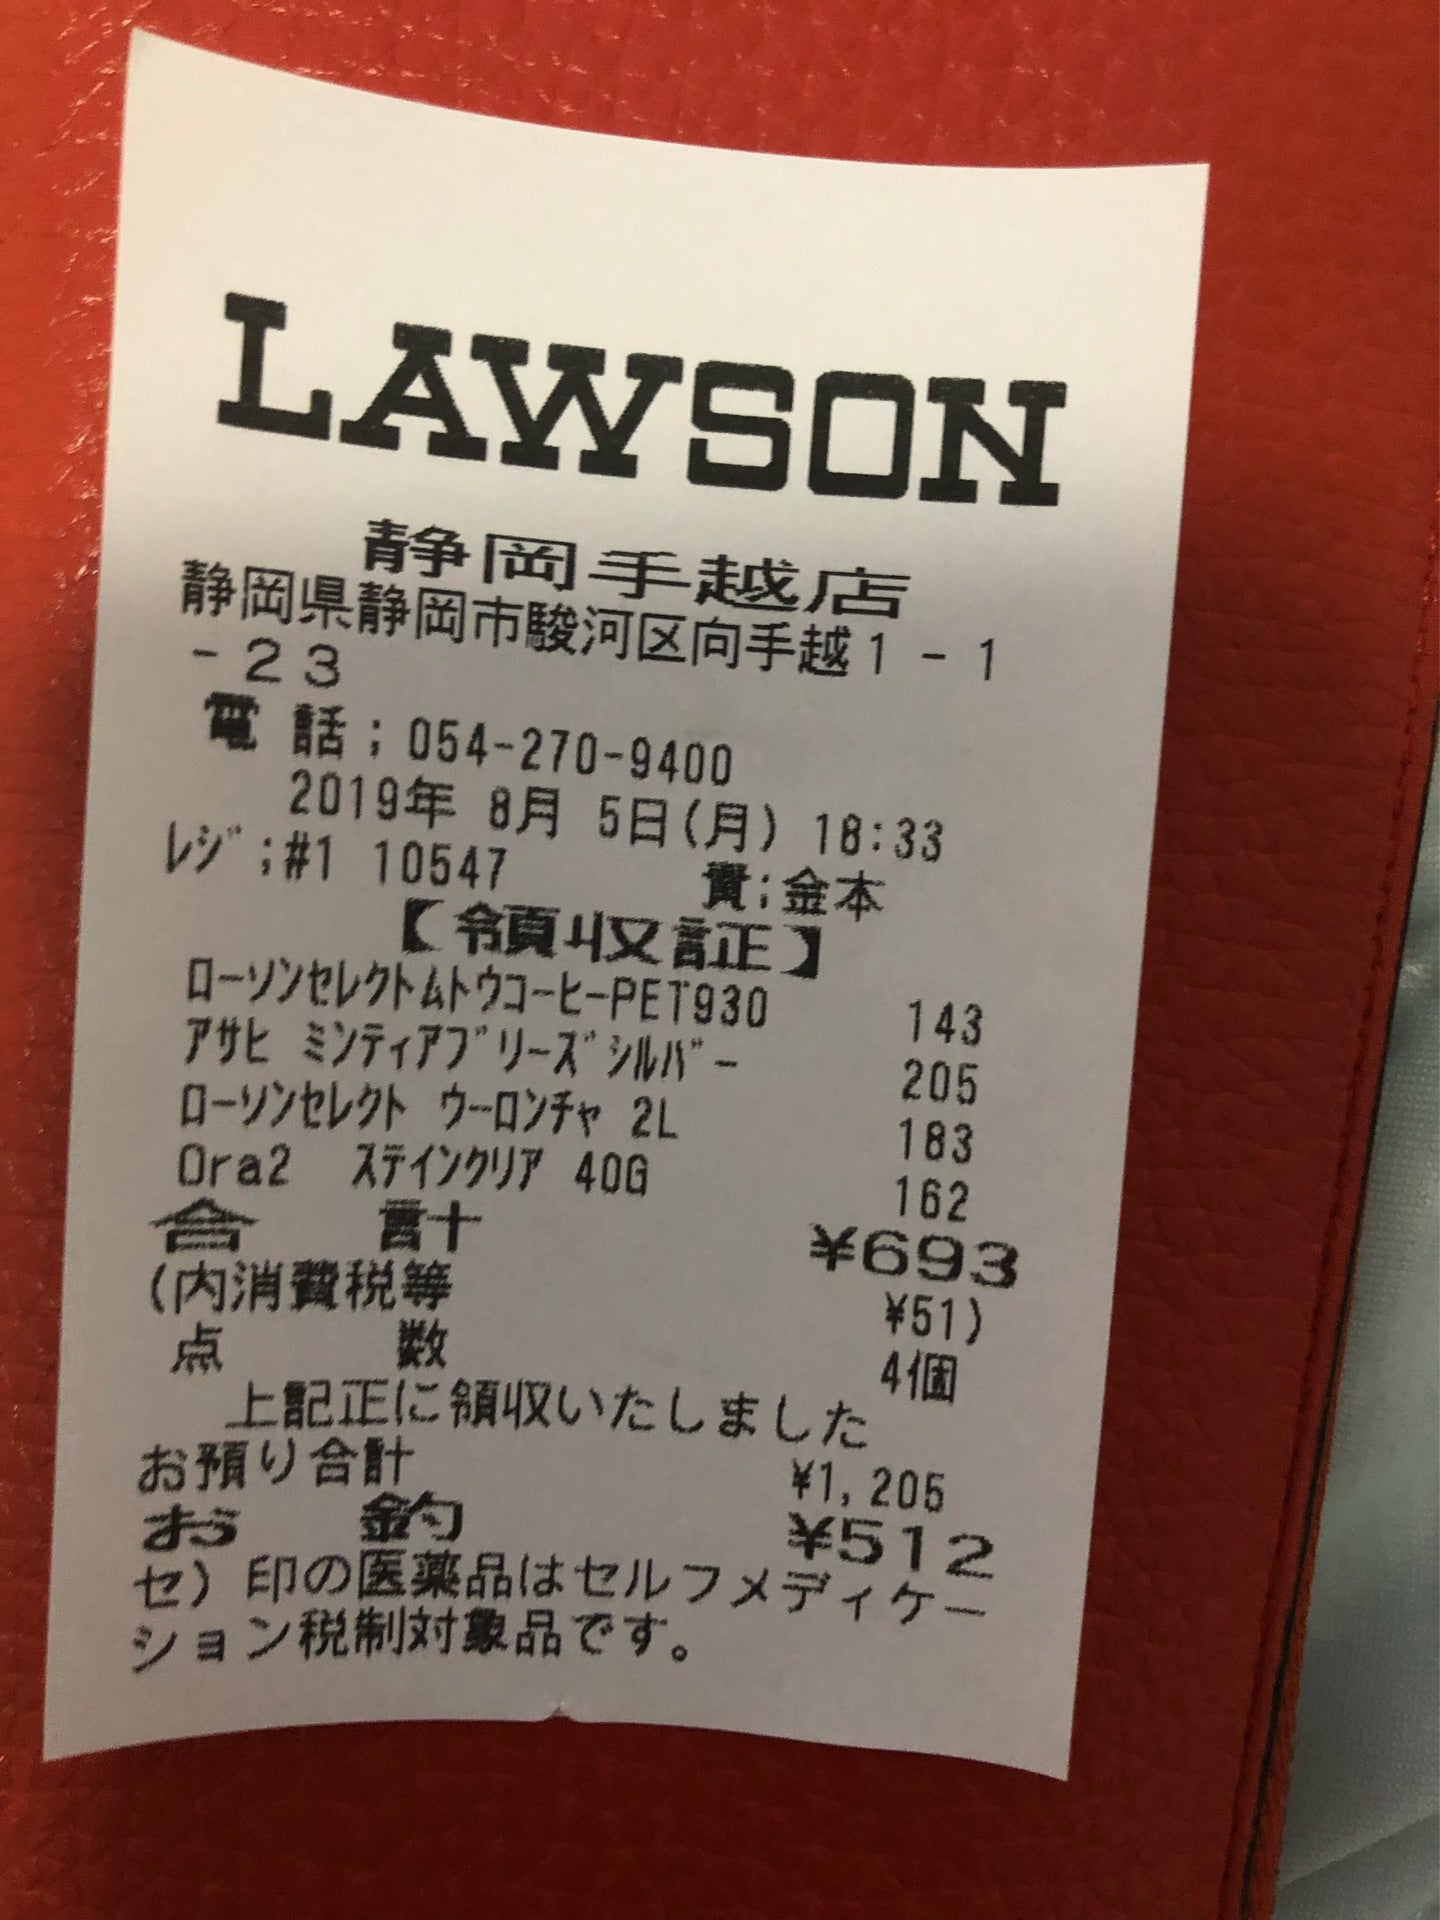 LAWSON
静岡手越店
静岡県静岡市駿河区向手越1-1
-23
電 話;054-270-9400
2019年 8月 5日(月) 18:33
レジ;#1 10547 責;金本
【領収証】
ローソンセレクトムトウコーヒーPET930 143
アサヒ ミンティアブリーズシルバー 205
ローソンセレクト ウーロンチャ 2L 183
Ora2 ステインクリア 40G 162
合 計 ¥693
(内消費税等 ¥51)
点 数 4個
上記正に領収いたしました
お預り合計 ¥1,205
お 釣 ¥512
セ）印の医薬品はセルフメディケー
ション税制対象品です。